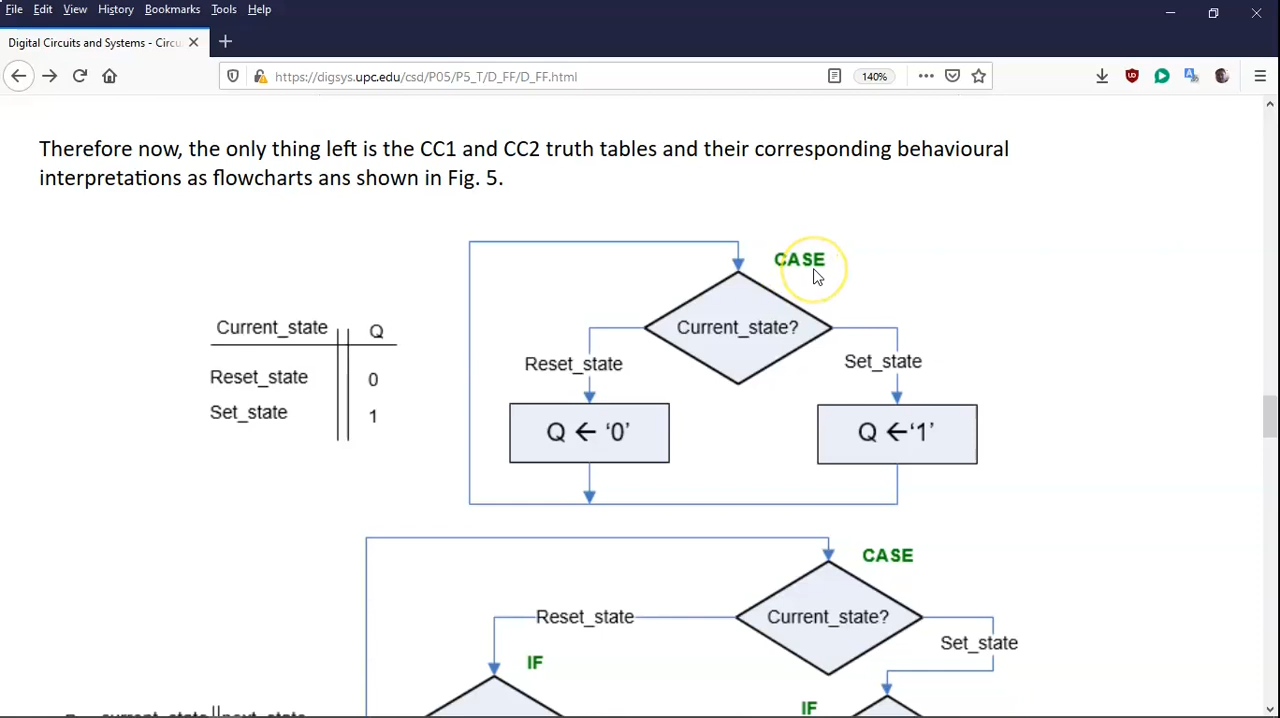 File Edit View History Bookmarks Tools Help
Digital Circuits and Systems - Circu
https://digsys.upc.edu/csd/P05/P5_T/D_FF/D_FF.html
140%
Therefore now, the only thing left is the CC1 and CC2 truth tables and their corresponding behavioural
interpretations as flowcharts ans shown in Fig. 5.
CASE
Current_state Q
Current_state?
Reset_state
Set_state
Reset_state 0
Set_state 1
Q ← ‘0’
Q ←‘1’
CASE
Current_state?
Reset_state
Set_state
IF
IF
current_state next_state